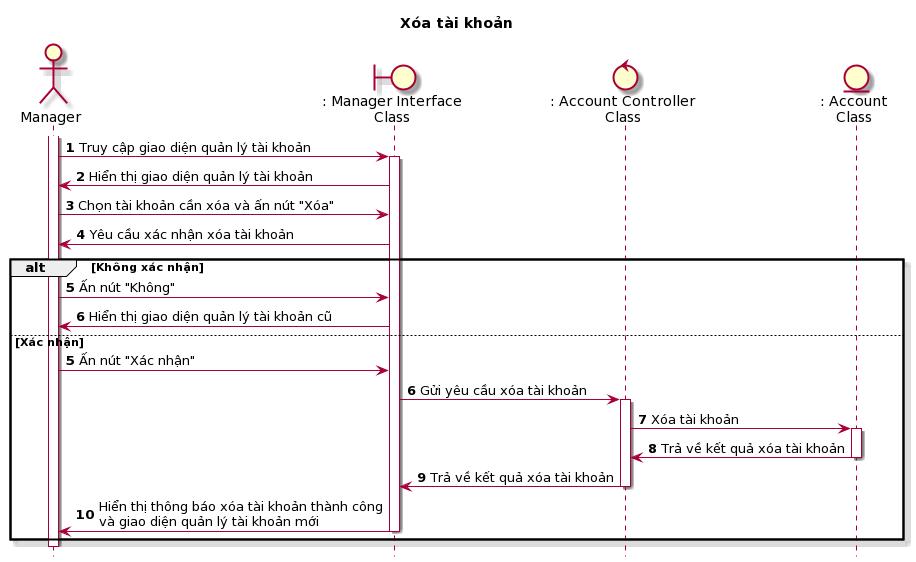 Xóa tài khoản
Manager
: Manager Interface
Class
: Account Controller
Class
: Account
Class
1 Truy cập giao diện quản lý tài khoản
2 Hiển thị giao diện quản lý tài khoản
3 Chọn tài khoản cần xóa và ấn nút "Xóa"
4 Yêu cầu xác nhận xóa tài khoản
alt [Không xác nhận]
5 Ấn nút "Không"
6 Hiển thị giao diện quản lý tài khoản cũ
[Xác nhận]
5 Ấn nút "Xác nhận"
6 Gửi yêu cầu xóa tài khoản
7 Xóa tài khoản
8 Trả về kết quả xóa tài khoản
9 Trả về kết quả xóa tài khoản
10 Hiển thị thông báo xóa tài khoản thành công
và giao diện quản lý tài khoản mới